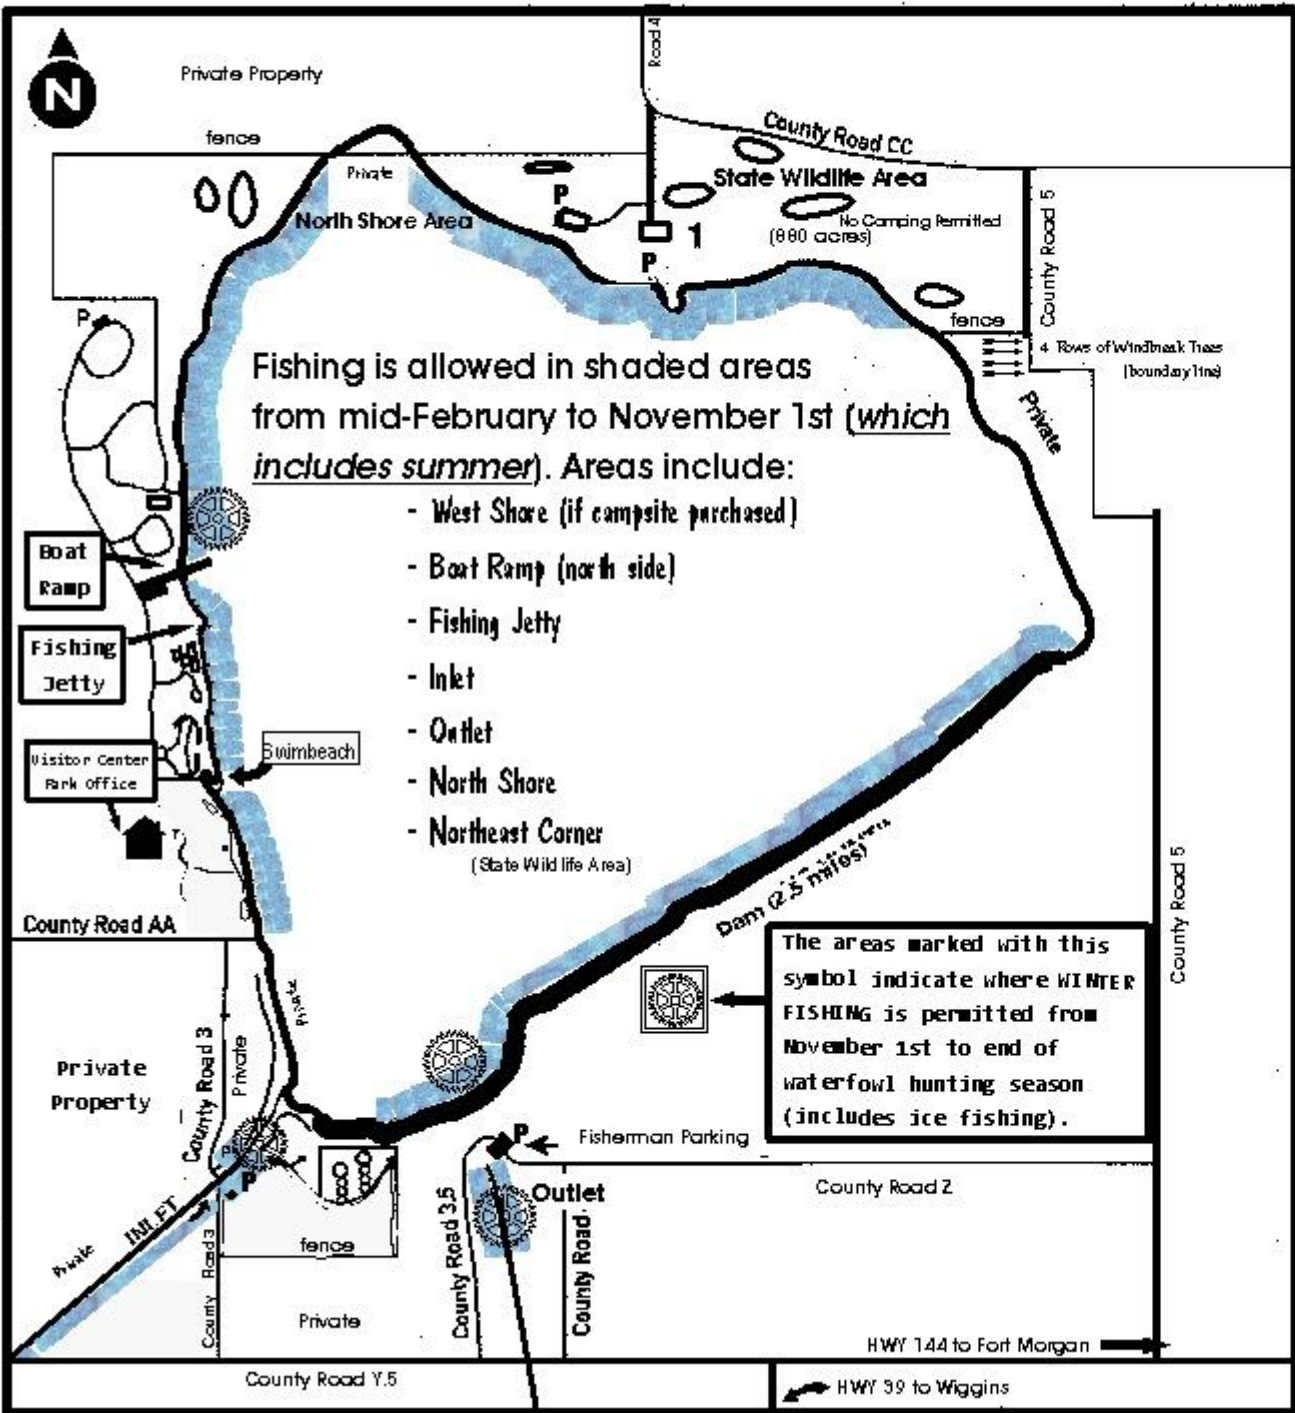 N
Private Property
Road 4
fence
County Road CC
Private
P
State Wildlife Area
North Shore Area
1
No Camping Permitted
(880 acres)
P
County Road 5
P
fence
4 Rows of Windbreak Trees
(boundary line)
Private
Fishing is allowed in shaded areas
from mid-February to November 1st (which
includes summer). Areas include:
- West Shore (if campsite purchased)
- Boat Ramp (north side)
- Fishing Jetty
- Inlet
- Outlet
- North Shore
- Northeast Corner
(State Wildlife Area)
Boat
Ramp
Fishing
Jetty
Swimbeach
Visitor Center
Park Office
Dam (2.5 miles)
County Road 5
County Road AA
The areas marked with this
symbol indicate where WINTER
FISHING is permitted from
November 1st to end of
waterfowl hunting season
(includes ice fishing).
Private
Private
Property
County Road 3
Private
P
P
P
Fisherman Parking
County Road Z
Outlet
INLET
Private
County Road 3
fence
County Road 3.5
County Road
Private
HWY 144 to Fort Morgan
County Road Y.5
HWY 39 to Wiggins